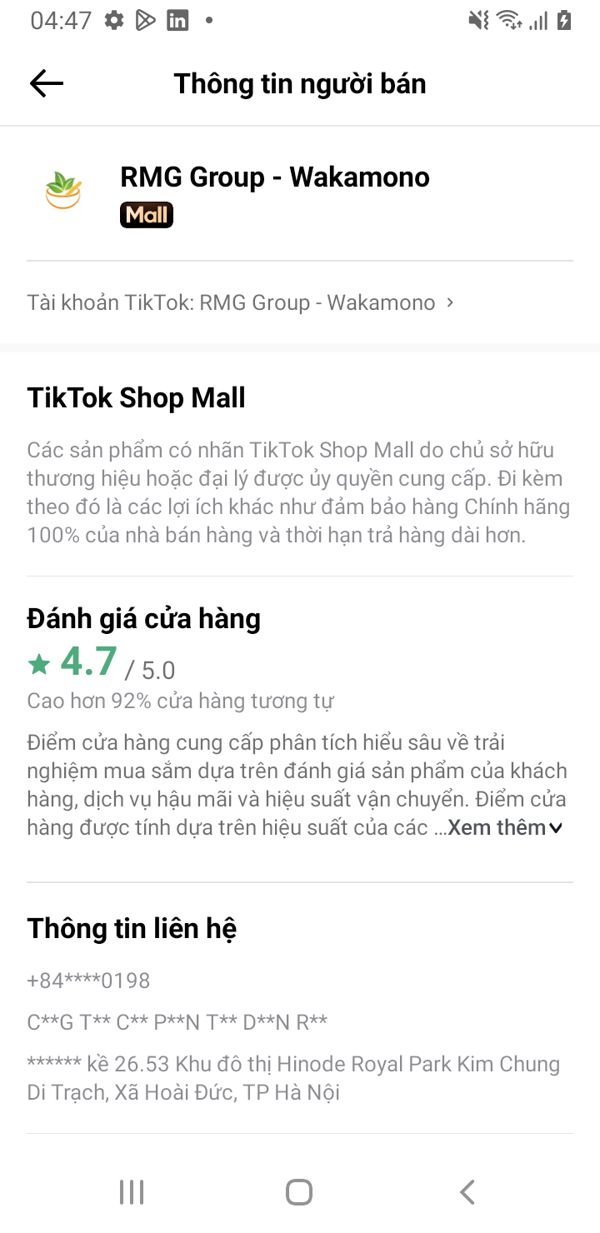 04:47
Thông tin người bán
RMG Group - Wakamono
Mall
Tài khoản TikTok: RMG Group - Wakamono
TikTok Shop Mall
Các sản phẩm có nhãn TikTok Shop Mall do chủ sở hữu
thương hiệu hoặc đại lý được ủy quyền cung cấp. Đi kèm
theo đó là các lợi ích khác như đảm bảo hàng Chính hãng
100% của nhà bán hàng và thời hạn trả hàng dài hơn.
Đánh giá cửa hàng
4.7 / 5.0
Cao hơn 92% cửa hàng tương tự
Điểm cửa hàng cung cấp phân tích hiểu sâu về trải
nghiệm mua sắm dựa trên đánh giá sản phẩm của khách
hàng, dịch vụ hậu mãi và hiệu suất vận chuyển. Điểm cửa
hàng được tính dựa trên hiệu suất của các ...Xem thêm
Thông tin liên hệ
+84****0198
C**G T** C** P**N T** D**N R**
****** kề 26.53 Khu đô thị Hinode Royal Park Kim Chung
Di Trạch, Xã Hoài Đức, TP Hà Nội